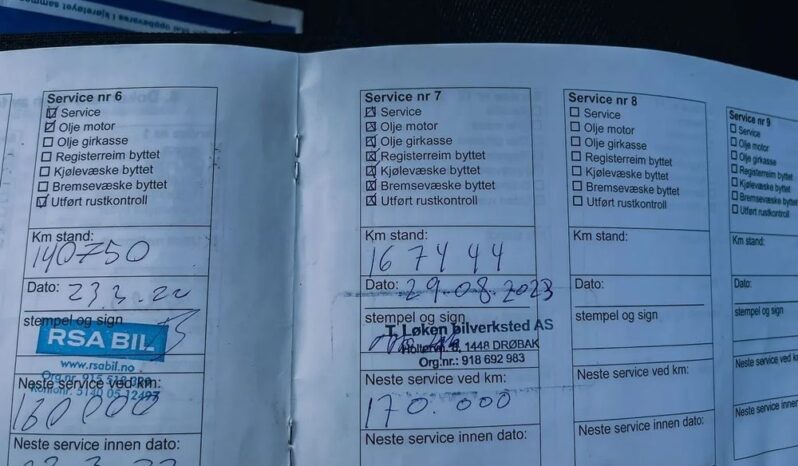 Service nr 6
Service
Olje motor
Olje girkasse
Registerreim byttet
Kjølevæske byttet
Bremsevæske byttet
Utført rustkontroll
Km stand:
140750
Dato: 23.3.22
stempel og sign
RSA BIL
www.rsabil.no
Neste service ved km:
160000
Neste service innen dato:
Service nr 7
Service
Olje motor
Olje girkasse
Registerreim byttet
Kjølevæske byttet
Bremsevæske byttet
Utført rustkontroll
Km stand:
167444
Dato: 29.08.2023
stempel og sign
T. Løken bilverksted AS
1448 DRØBAK
Org.nr.: 918 692 983
Neste service ved km:
170.000
Neste service innen dato:
Service nr 8
Service
Olje motor
Olje girkasse
Registerreim byttet
Kjølevæske byttet
Bremsevæske byttet
Utført rustkontroll
Km stand:
Dato:
stempel og sign
Neste service ved km:
Neste service innen dato:
Service nr 9
Service
Olje motor
Olje girkasse
Registerreim byttet
Kjølevæske byttet
Bremsevæske byttet
Utført rustkontroll
Km stand:
Dato:
stempel og sign
Neste service ved km:
Neste service innen dato: